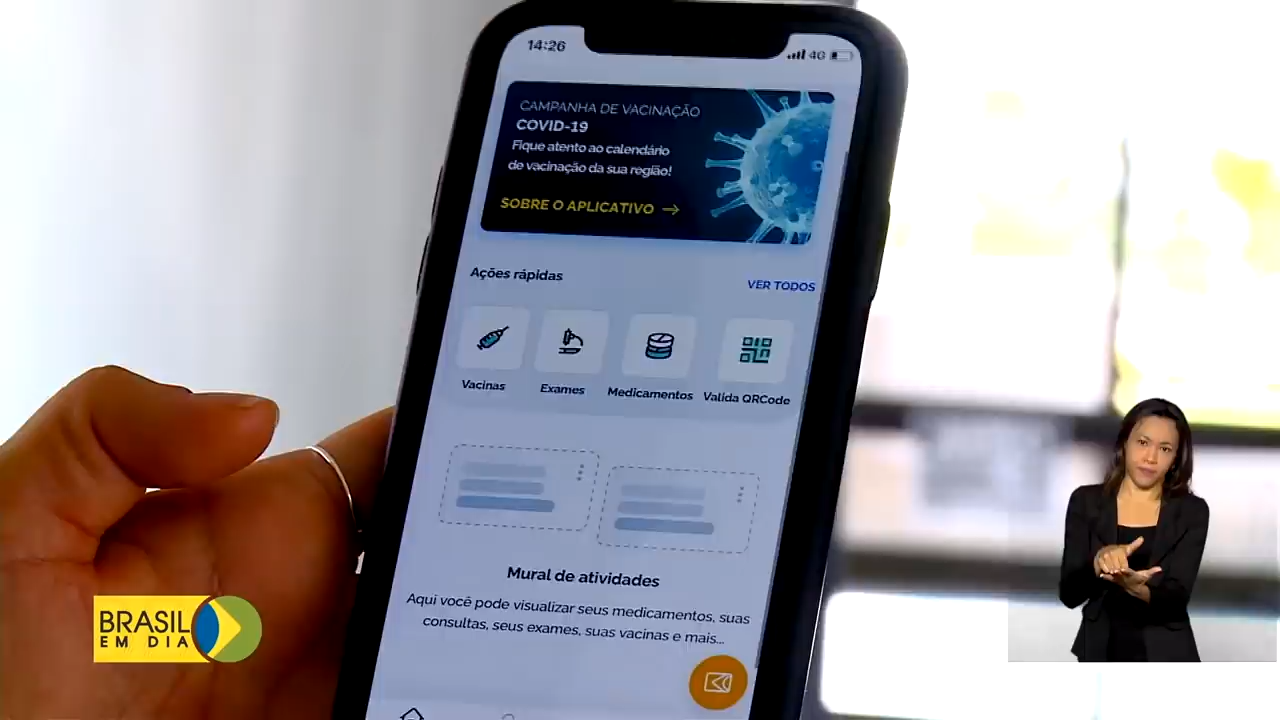 14:26
4G
CAMPANHA DE VACINAÇÃO
COVID-19
Fique atento ao calendário
de vacinação da sua região!
SOBRE O APLICATIVO
Ações rápidas
VER TODOS
Vacinas
Exames
Medicamentos
Valida QRCode
Mural de atividades
Aqui você pode visualizar seus medicamentos, suas
consultas, seus exames, suas vacinas e mais...
BRASIL
EM DIA